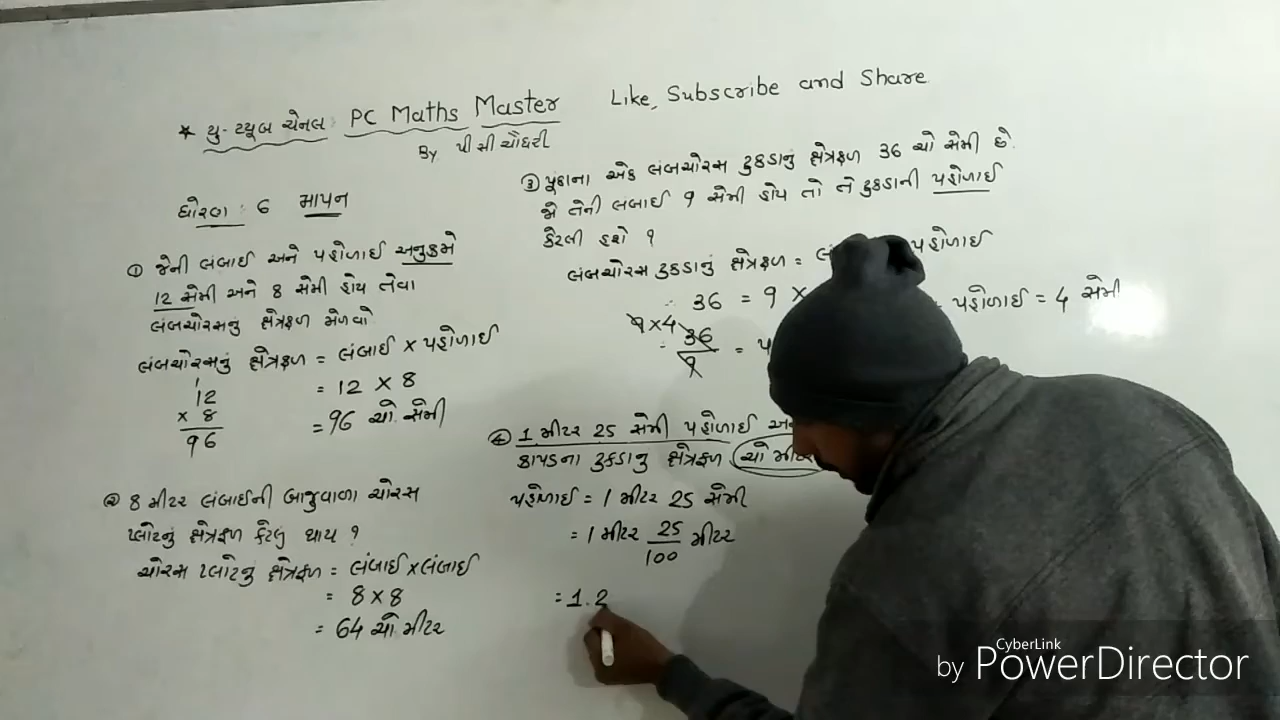 * યુ-ટ્યૂબ ચેનલ: PC Maths Master Like, Subscribe and Share
By પી સી ચૌધરી
ધોરણ : 6 માપન
① જેની લંબાઈ અને પહોળાઈ અનુક્રમે
12 સેમી અને 8 સેમી હોય તેવા
લંબચોરસનું ક્ષેત્રફળ મેળવો
લંબચોરસનું ક્ષેત્રફળ = લંબાઈ × પહોળાઈ
= 12 × 8
= 96 ચો. સેમી
1
12
× 8
96
② 8 મીટર લંબાઈની બાજુવાળા ચોરસ
પ્લોટનું ક્ષેત્રફળ કેટલું થાય ?
ચોરસ પ્લોટનું ક્ષેત્રફળ = લંબાઈ × લંબાઈ
= 8 × 8
= 64 ચો. મીટર
③ પૂઠાના એક લંબચોરસ ટુકડાનું ક્ષેત્રફળ 36 ચો સેમી છે.
જો તેની લબાઈ 9 સેમી હોય તો તે ટુકડાની પહોળાઈ
કેટલી હશે ?
લંબચોરસ ટુકડાનું ક્ષેત્રફળ = પહોળાઈ
∴ 36 = 9 ×
9×4
∴ 36
9 =
પહોળાઈ = 4 સેમી
④ 1 મીટર 25 સેમી પહોળાઈ
કાપડના ટુકડાનુ ક્ષેત્રફળ ચો મીટર
પહોળાઈ = 1 મીટર 25 સેમી
= 1 મીટર 25/100 મીટર
= 1.2
CyberLink
by PowerDirector